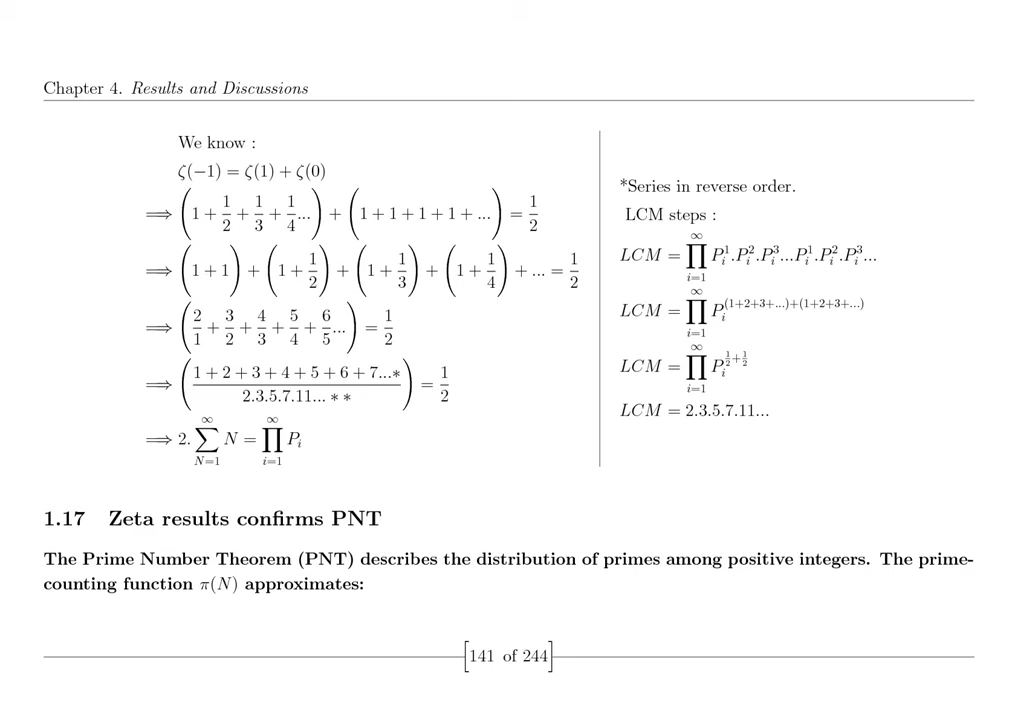 Chapter 4. Results and Discussions
We know :
ζ(−1) = ζ(1) + ζ(0)
⟹ (1 + 1/2 + 1/3 + 1/4 ...) + (1 + 1 + 1 + 1 + ...) = 1/2
⟹ (1 + 1) + (1 + 1/2) + (1 + 1/3) + (1 + 1/4) + ... = 1/2
⟹ (2/1 + 3/2 + 4/3 + 5/4 + 6/5 ...) = 1/2
⟹ ((1 + 2 + 3 + 4 + 5 + 6 + 7...∗)/(2.3.5.7.11... ∗ ∗)) = 1/2
⟹ 2. ∑_{N=1}^{∞} N = ∏_{i=1}^{∞} P_i
*Series in reverse order.
LCM steps :
LCM = ∏_{i=1}^{∞} P_i^1.P_i^2.P_i^3...P_i^1.P_i^2.P_i^3...
LCM = ∏_{i=1}^{∞} P_i^{(1+2+3+...)+(1+2+3+...)}
LCM = ∏_{i=1}^{∞} P_i^{1/2+1/2}
LCM = 2.3.5.7.11...
1.17 Zeta results confirms PNT
The Prime Number Theorem (PNT) describes the distribution of primes among positive integers. The prime-
counting function π(N) approximates:
[141 of 244]